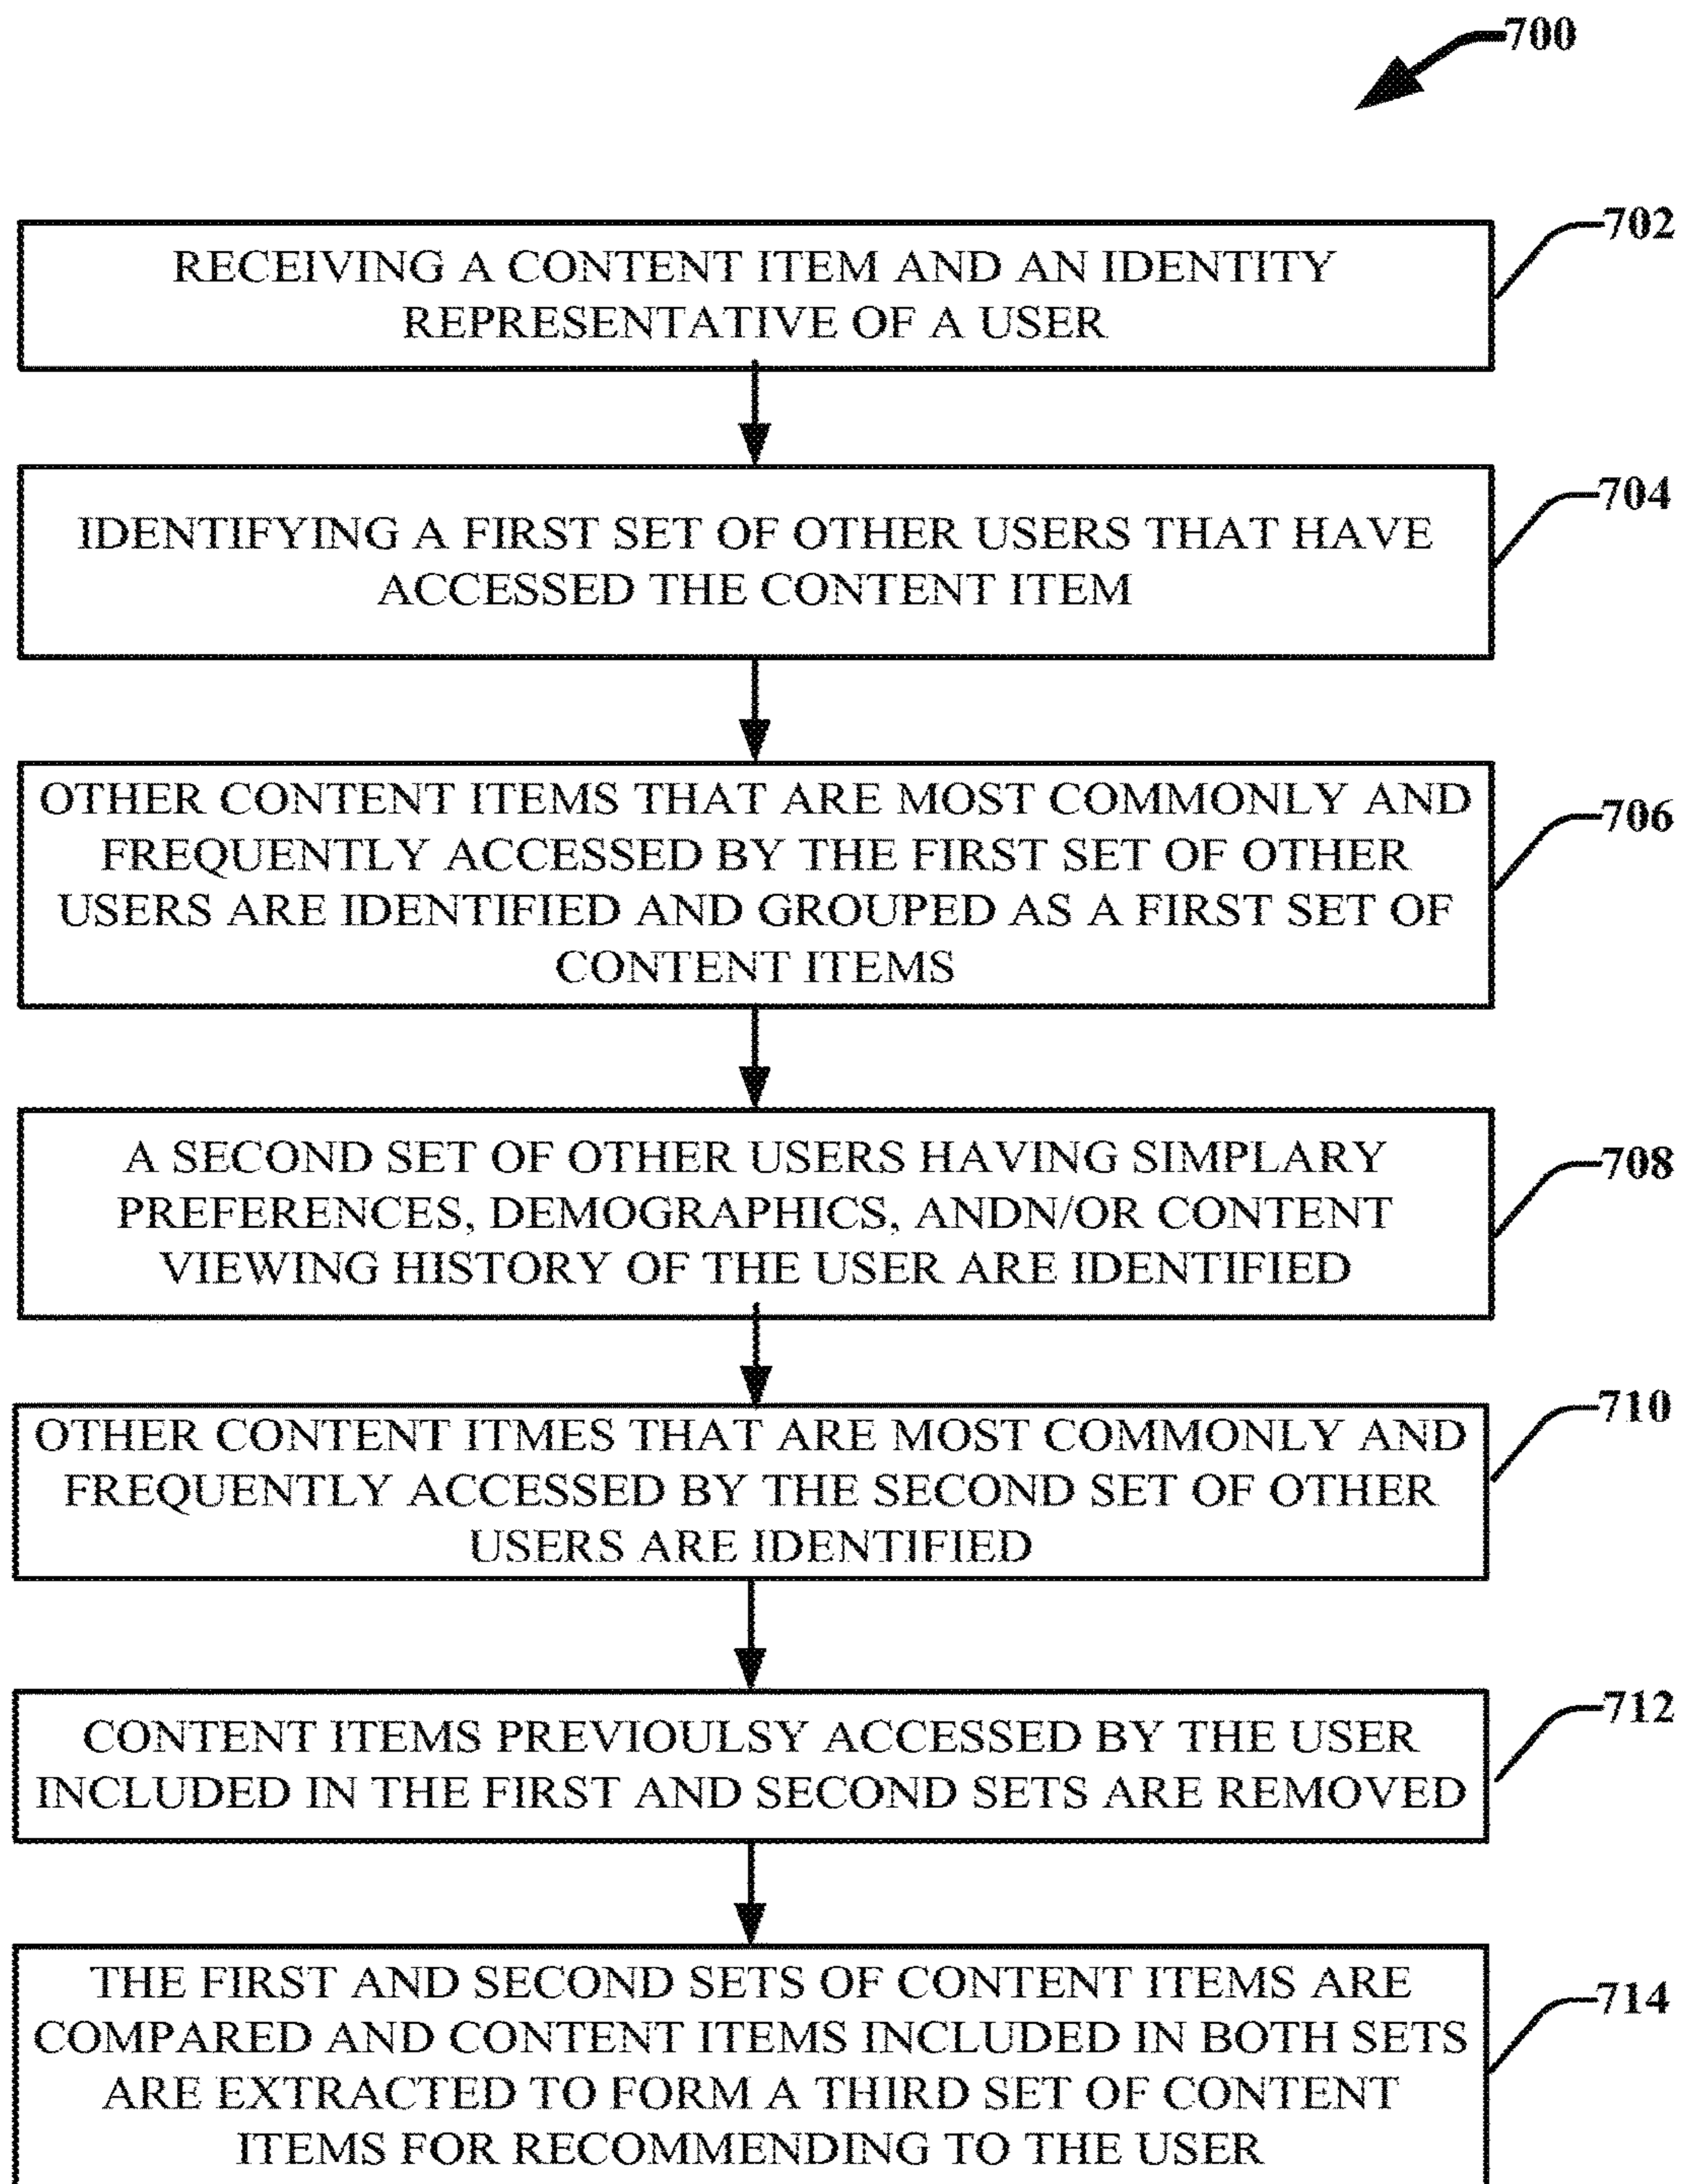 700
702
RECEIVING A CONTENT ITEM AND AN IDENTITY
REPRESENTATIVE OF A USER
704
IDENTIFYING A FIRST SET OF OTHER USERS THAT HAVE
ACCESSED THE CONTENT ITEM
706
OTHER CONTENT ITEMS THAT ARE MOST COMMONLY AND
FREQUENTLY ACCESSED BY THE FIRST SET OF OTHER
USERS ARE IDENTIFIED AND GROUPED AS A FIRST SET OF
CONTENT ITEMS
708
A SECOND SET OF OTHER USERS HAVING SIMPLARY
PREFERENCES, DEMOGRAPHICS, ANDN/OR CONTENT
VIEWING HISTORY OF THE USER ARE IDENTIFIED
710
OTHER CONTENT ITMES THAT ARE MOST COMMONLY AND
FREQUENTLY ACCESSED BY THE SECOND SET OF OTHER
USERS ARE IDENTIFIED
712
CONTENT ITEMS PREVIOULSY ACCESSED BY THE USER
INCLUDED IN THE FIRST AND SECOND SETS ARE REMOVED
714
THE FIRST AND SECOND SETS OF CONTENT ITEMS ARE
COMPARED AND CONTENT ITEMS INCLUDED IN BOTH SETS
ARE EXTRACTED TO FORM A THIRD SET OF CONTENT
ITEMS FOR RECOMMENDING TO THE USER